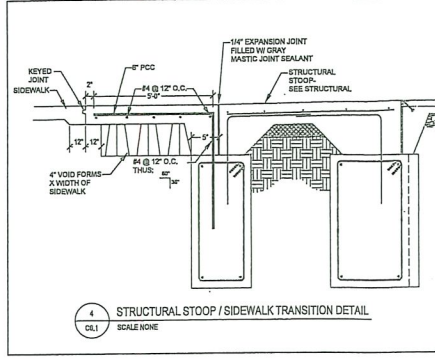 1/4" EXPANSION JOINT
FILLED W/ GRAY
MASTIC JOINT SEALANT
KEYED
JOINT
SIDEWALK
2"
6" PCC
#4 @ 12" O.C.
5'-0"
STRUCTURAL
STOOP-
SEE STRUCTURAL
12"
12"
5"
4" VOID FORMS
X WIDTH OF
SIDEWALK
#4 @ 12" O.C.
THUS:
4
CG.1
STRUCTURAL STOOP / SIDEWALK TRANSITION DETAIL
SCALE NONE